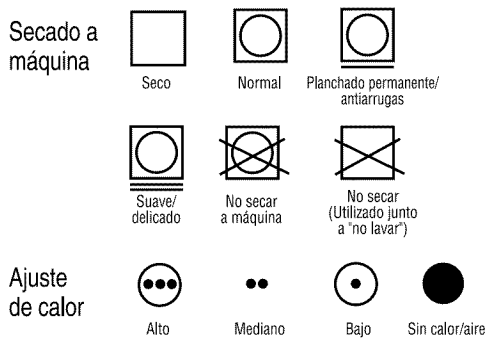 Secado a
máquina
Seco
Normal
Planchado permanente/
antiarrugas
Suave/
delicado
No secar
a máquina
No secar
(Utilizado junto
a "no lavar")
Ajuste
de calor
Alto
Mediano
Bajo
Sin calor/aire